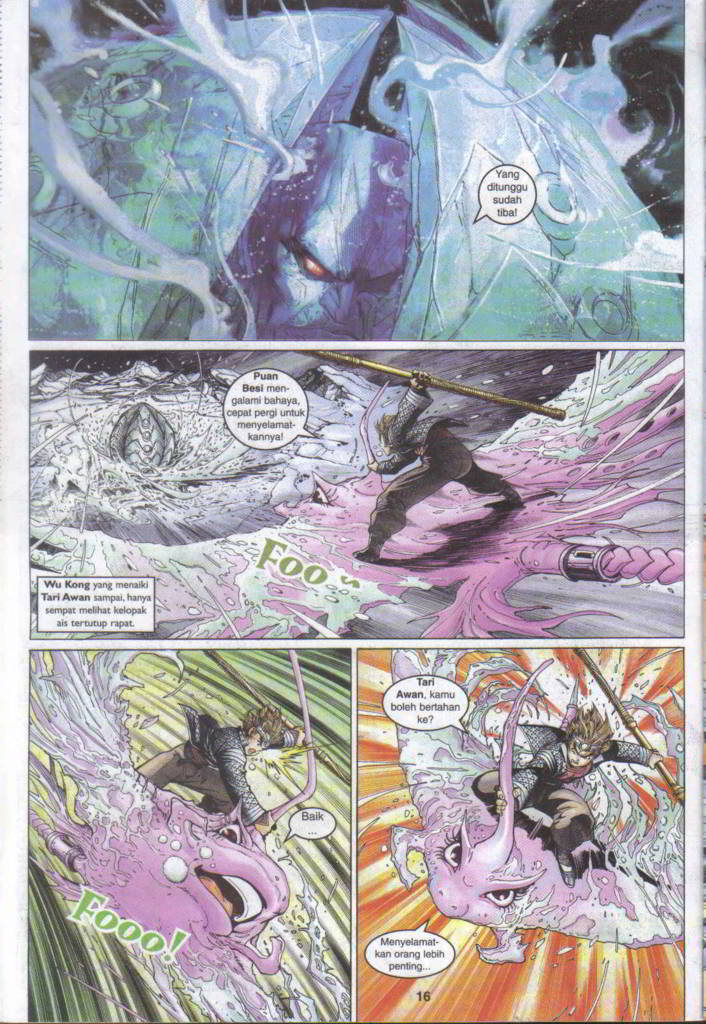 Yang
ditunggu
sudah
tiba!
Puan
Besi men-
galami bahaya,
cepat pergi untuk
menyelamat-
kannya!
Foo~
Wu Kong yang menaiki
Tari Awan sampai, hanya
sempat melihat kelopak
ais tertutup rapat.
Baik
...
Fooo!
Tari
Awan, kamu
boleh bertahan
ke?
Menyelamat-
kan orang lebih
penting...
16